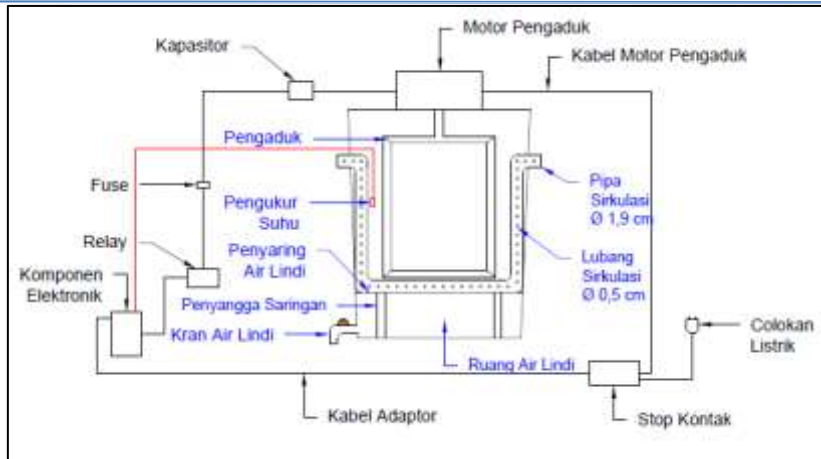 Motor Pengaduk
Kapasitor
Kabel Motor Pengaduk
Pengaduk
Fuse
Pengukur
Suhu
Pipa
Sirkulasi
Ø 1,9 cm
Relay
Penyaring
Air Lindi
Lubang
Sirkulasi
Ø 0,5 cm
Komponen
Elektronik
Penyangga Saringan
Kran Air Lindi
Ruang Air Lindi
Colokan
Listrik
Kabel Adaptor
Stop Kontak